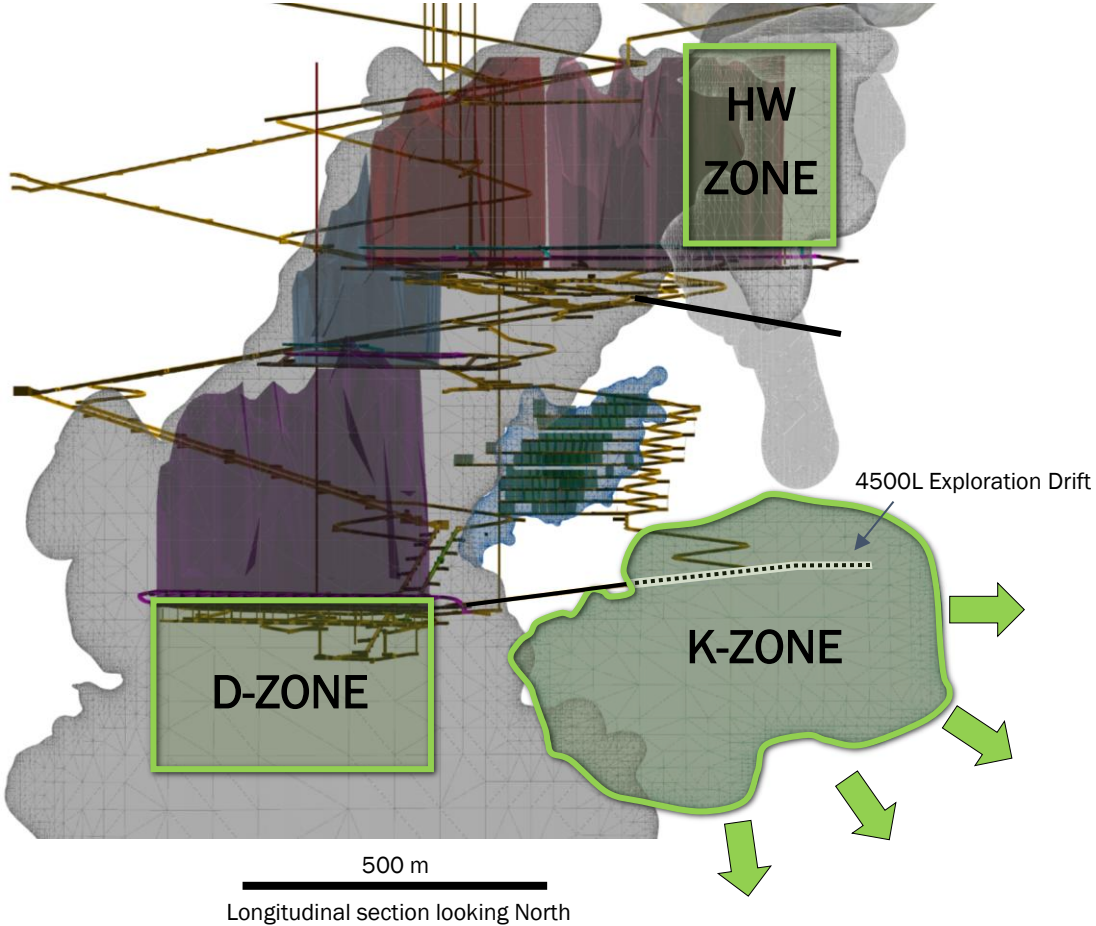 HW
ZONE
4500L Exploration Drift
K-ZONE
D-ZONE
500 m
Longitudinal section looking North